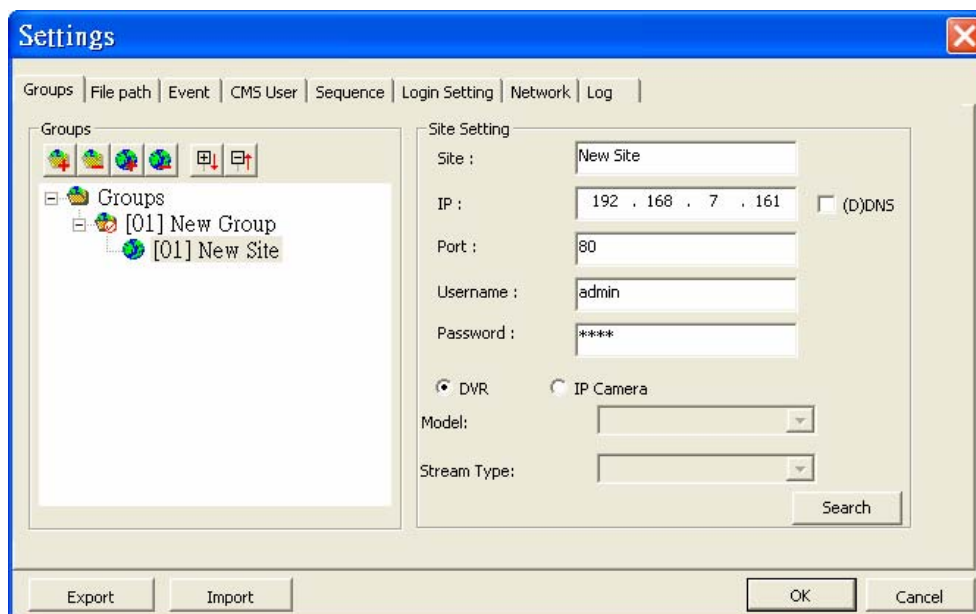 Settings
Groups File path Event CMS User Sequence Login Setting Network Log
Groups
Groups
[01] New Group
[01] New Site
Site Setting
Site : New Site
IP : 192 . 168 . 7 . 161 (D)DNS
Port : 80
Username : admin
Password : ****
DVR IP Camera
Model:
Stream Type:
Search
Export Import OK Cancel